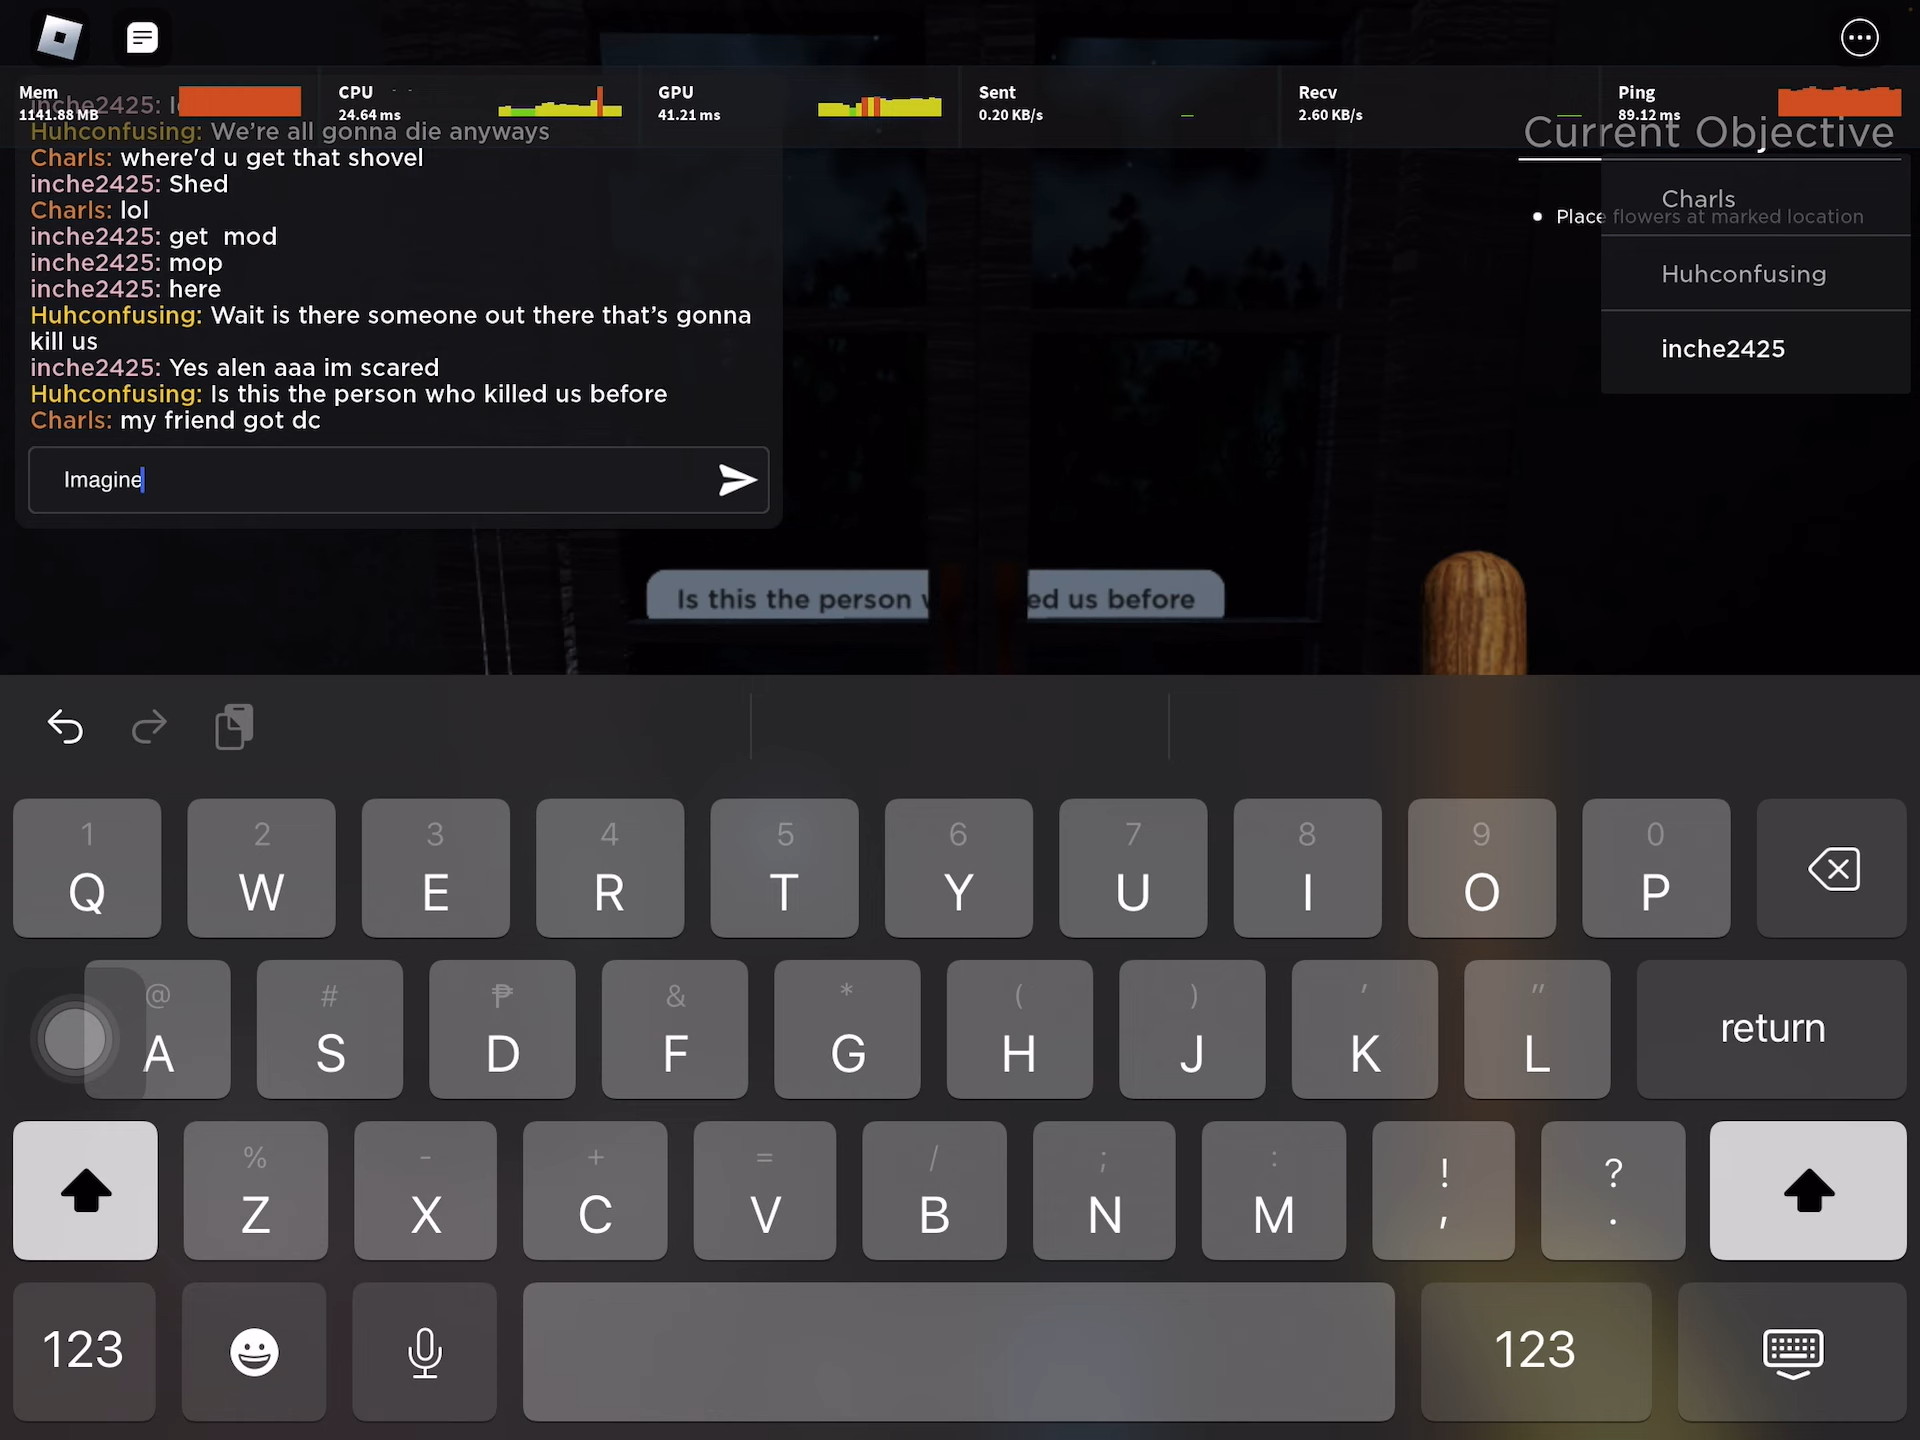 Mem
1141.88 MB
CPU
24.64 ms
GPU
41.21 ms
Sent
0.20 KB/s
Recv
2.60 KB/s
Ping
89.12 ms
inche2425:
Huhconfusing: We’re all gonna die anyways
Charls: where'd u get that shovel
inche2425: Shed
Charls: lol
inche2425: get  mod
inche2425: mop
inche2425: here
Huhconfusing: Wait is there someone out there that’s gonna
kill us
inche2425: Yes alen aaa im scared
Huhconfusing: Is this the person who killed us before
Charls: my friend got dc
Imagine
Current Objective
Place flowers at marked location
Charls
Huhconfusing
inche2425
Is this the person ed us before
1 2 3 4 5 6 7 8 9 0
Q W E R T Y U I O P
@ # ₱ & * ( ) ' "
A S D F G H J K L return
% - + = / ; : ! ?
Z X C V B N M , .
123 123